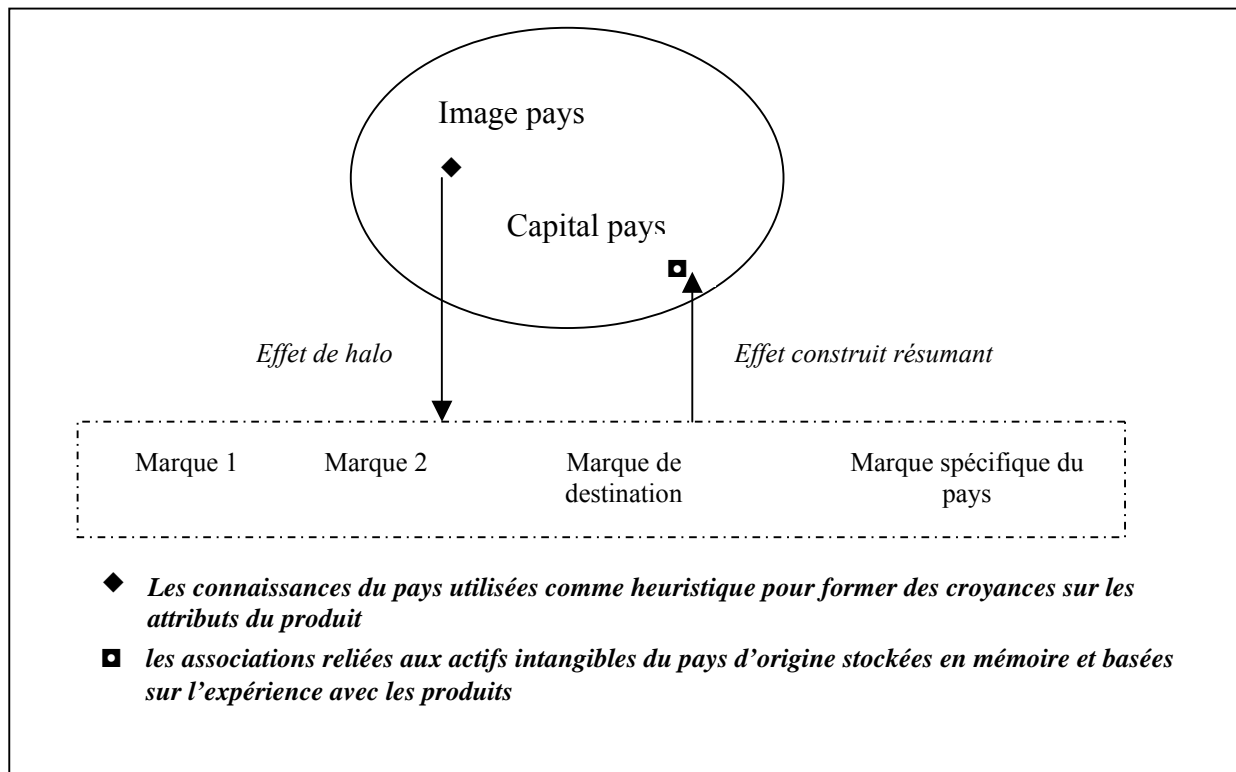 Image pays
Capital pays
Effet de halo
Effet construit résumant
Marque 1
Marque 2
Marque de
destination
Marque spécifique du
pays
Les connaissances du pays utilisées comme heuristique pour former des croyances sur les
attributs du produit
les associations reliées aux actifs intangibles du pays d'origine stockées en mémoire et basées
sur l'expérience avec les produits